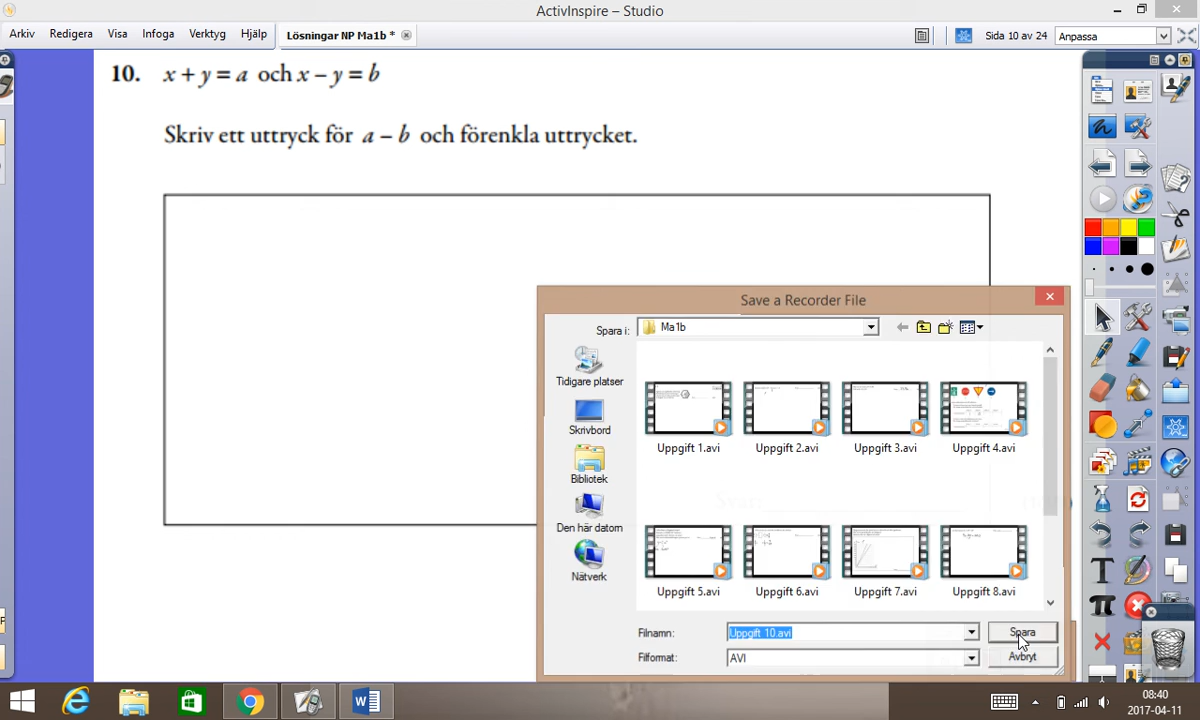 ActivInspire – Studio
Arkiv Redigera Visa Infoga Verktyg Hjälp
Lösningar NP Ma1b *
Sida 10 av 24
Anpassa
10. x + y = a och x – y = b
Skriv ett uttryck för a – b och förenkla uttrycket.
Save a Recorder File
Spara i:
Ma1b
Tidigare platser
Skrivbord
Bibliotek
Den här datorn
Nätverk
Uppgift 1.avi Uppgift 2.avi Uppgift 3.avi Uppgift 4.avi
Svart
Uppgift 5.avi Uppgift 6.avi Uppgift 7.avi Uppgift 8.avi
Filnamn: Uppgift 10.avi Spara
Filformat: AVI Avbryt
08:40
2017-04-11